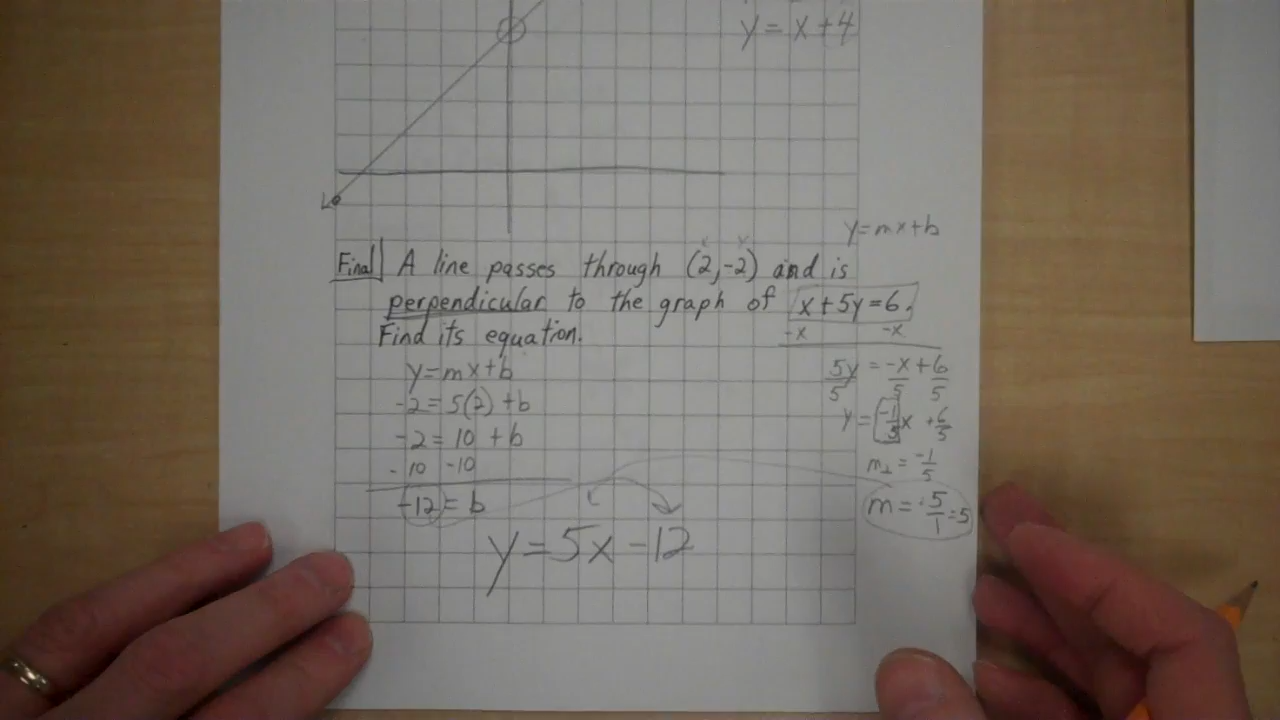 y = x + 4
y = mx + b
x y
Final A line passes through (2, -2) and is
perpendicular to the graph of x + 5y = 6.
Find its equation.
-x -x
y = mx + b
5y/5 = -x/5 + 6/5
-2 = 5(2) + b
y = -1/5 x + 6/5
-2 = 10 + b
-10 -10
m⊥ = -1/5
-12 = b
m = 5/1 = 5
y = 5x - 12